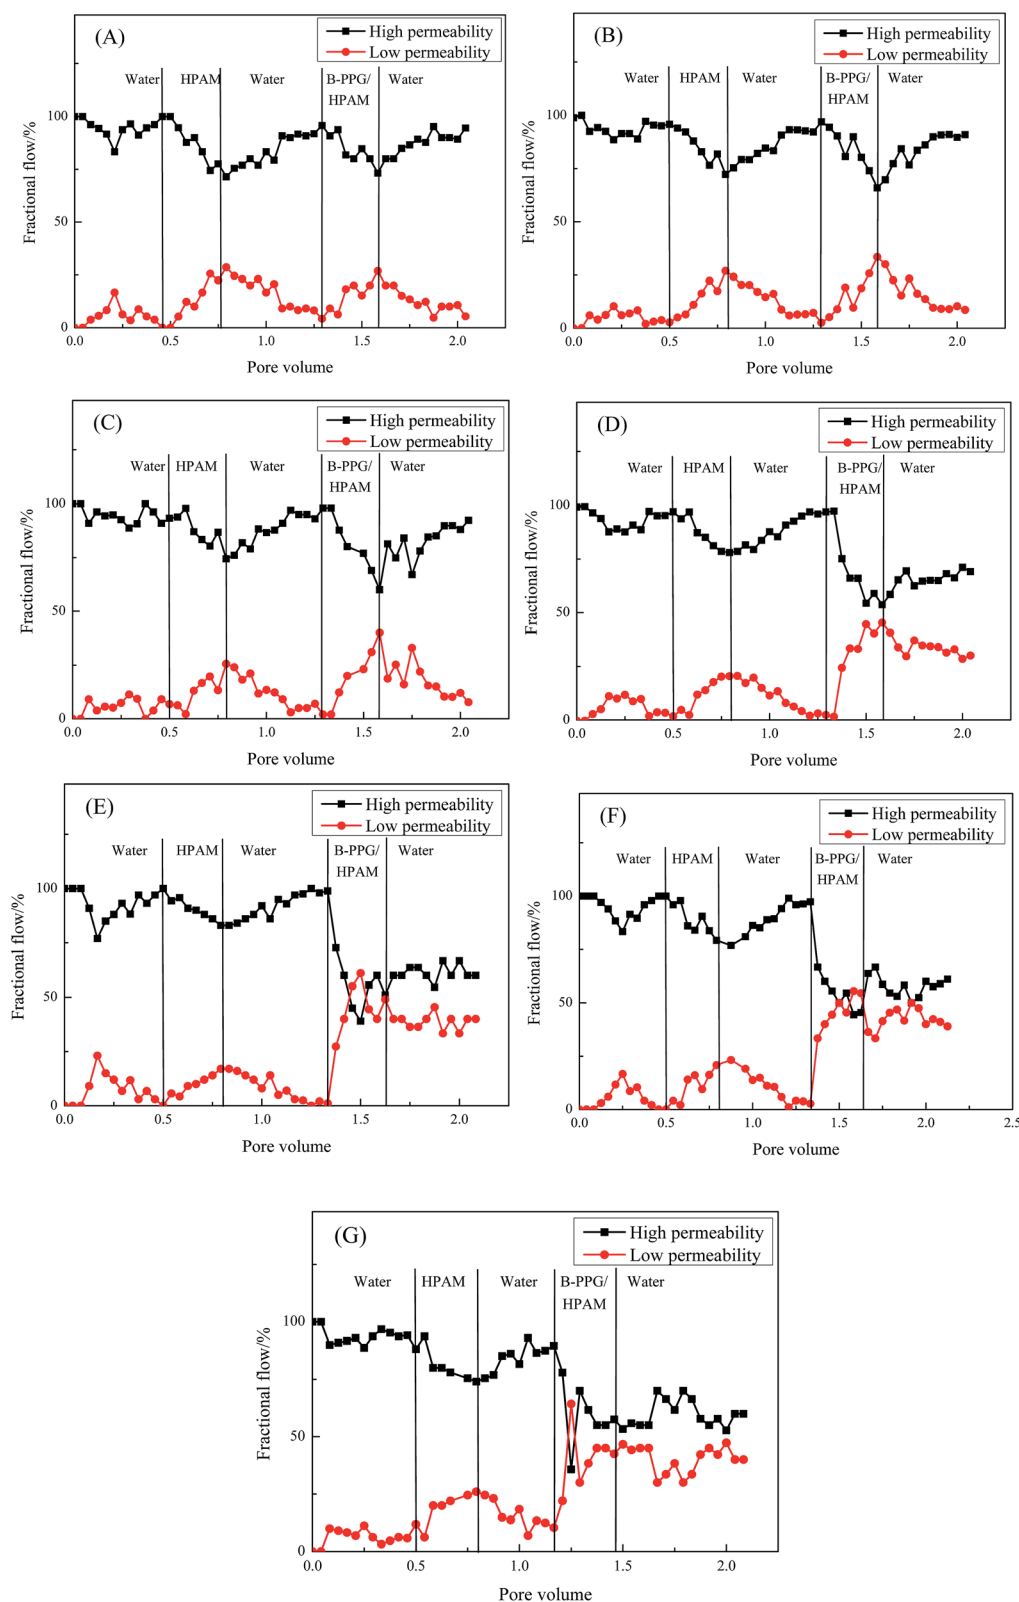 (A)
High permeability
Low permeability
Water
HPAM
Water
B-PPG/
HPAM
Water
Fractional flow/%
100
50
0
0.0
0.5
1.0
1.5
2.0
Pore volume
(B)
High permeability
Low permeability
Water
HPAM
Water
B-PPG/
HPAM
Water
Fractional flow/%
100
50
0
0.0
0.5
1.0
1.5
2.0
Pore volume
(C)
High permeability
Low permeability
Water
HPAM
Water
B-PPG/
HPAM
Water
Fractional flow/%
100
50
0
0.0
0.5
1.0
1.5
2.0
Pore volume
(D)
High permeability
Low permeability
Water
HPAM
Water
B-PPG/
HPAM
Water
Fractional flow/%
100
50
0
0.0
0.5
1.0
1.5
2.0
Pore volume
(E)
High permeability
Low permeability
Water
HPAM
Water
B-PPG/
HPAM
Water
Fractional flow/%
100
50
0
0.0
0.5
1.0
1.5
2.0
Pore volume
(F)
High permeability
Low permeability
Water
HPAM
Water
B-PPG/
HPAM
Water
Fractional flow/%
100
50
0
0.0
0.5
1.0
1.5
2.0
2.5
Pore volume
(G)
High permeability
Low permeability
Water
HPAM
Water
B-PPG/
HPAM
Water
Fractional flow/%
100
50
0
0.0
0.5
1.0
1.5
2.0
Pore volume